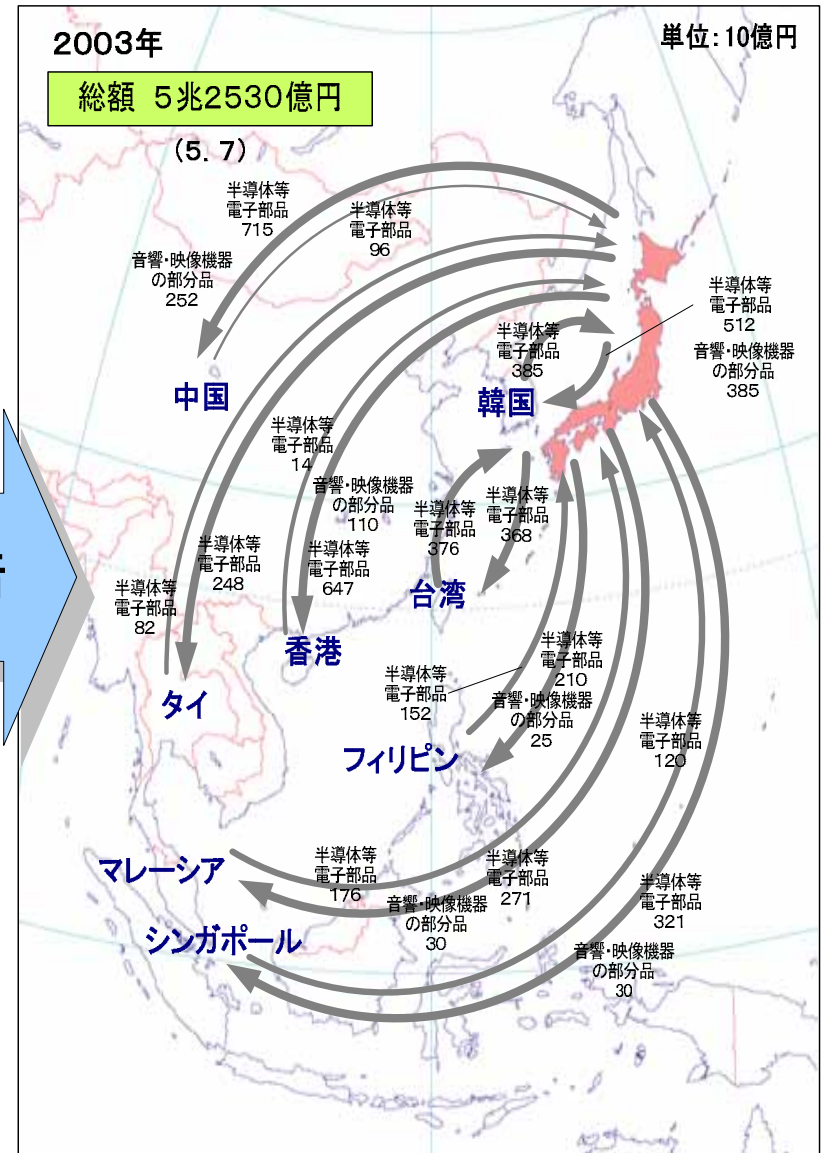 2003年
単位:10億円
総額 5兆2530億円
(5.7)
半導体等
電子部品
715
半導体等
電子部品
96
音響・映像機器
の部分品
252
半導体等
電子部品
512
音響・映像機器
の部分品
385
半導体等
電子部品
385
中国
韓国
半導体等
電子部品
14
音響・映像機器
の部分品
110
半導体等
電子部品
376
半導体等
電子部品
368
半導体等
電子部品
248
半導体等
電子部品
647
半導体等
電子部品
82
台湾
香港
タイ
半導体等
電子部品
152
半導体等
電子部品
210
音響・映像機器
の部分品
25
半導体等
電子部品
120
フィリピン
マレーシア
半導体等
電子部品
176
半導体等
電子部品
271
音響・映像機器
の部分品
30
半導体等
電子部品
321
シンガポール
音響・映像機器
の部分品
30